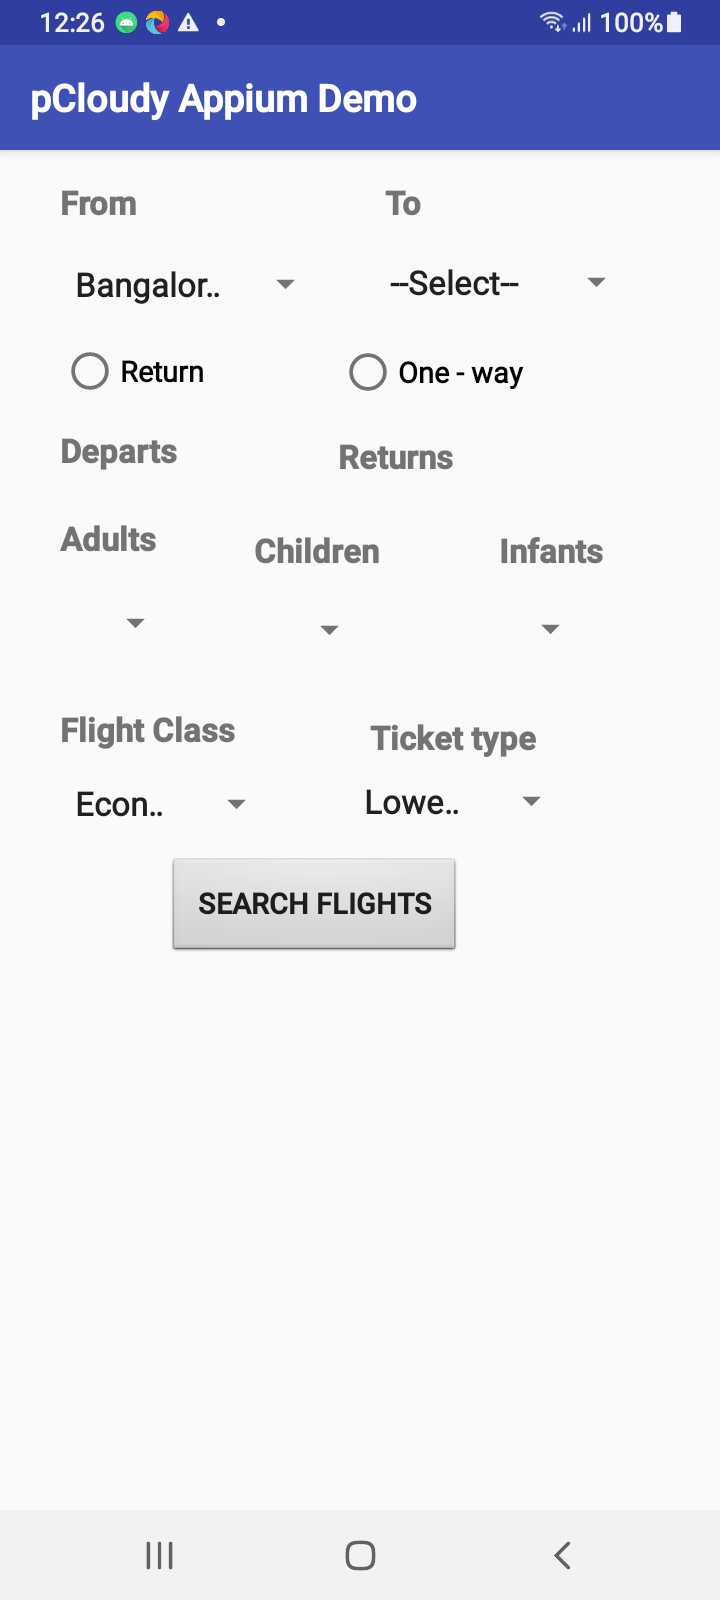 12:26 100%
pCloudy Appium Demo
From To
Bangalor.. --Select--
Return One - way
Departs Returns
Adults Children Infants
Flight Class Ticket type
Econ.. Lowe..
SEARCH FLIGHTS